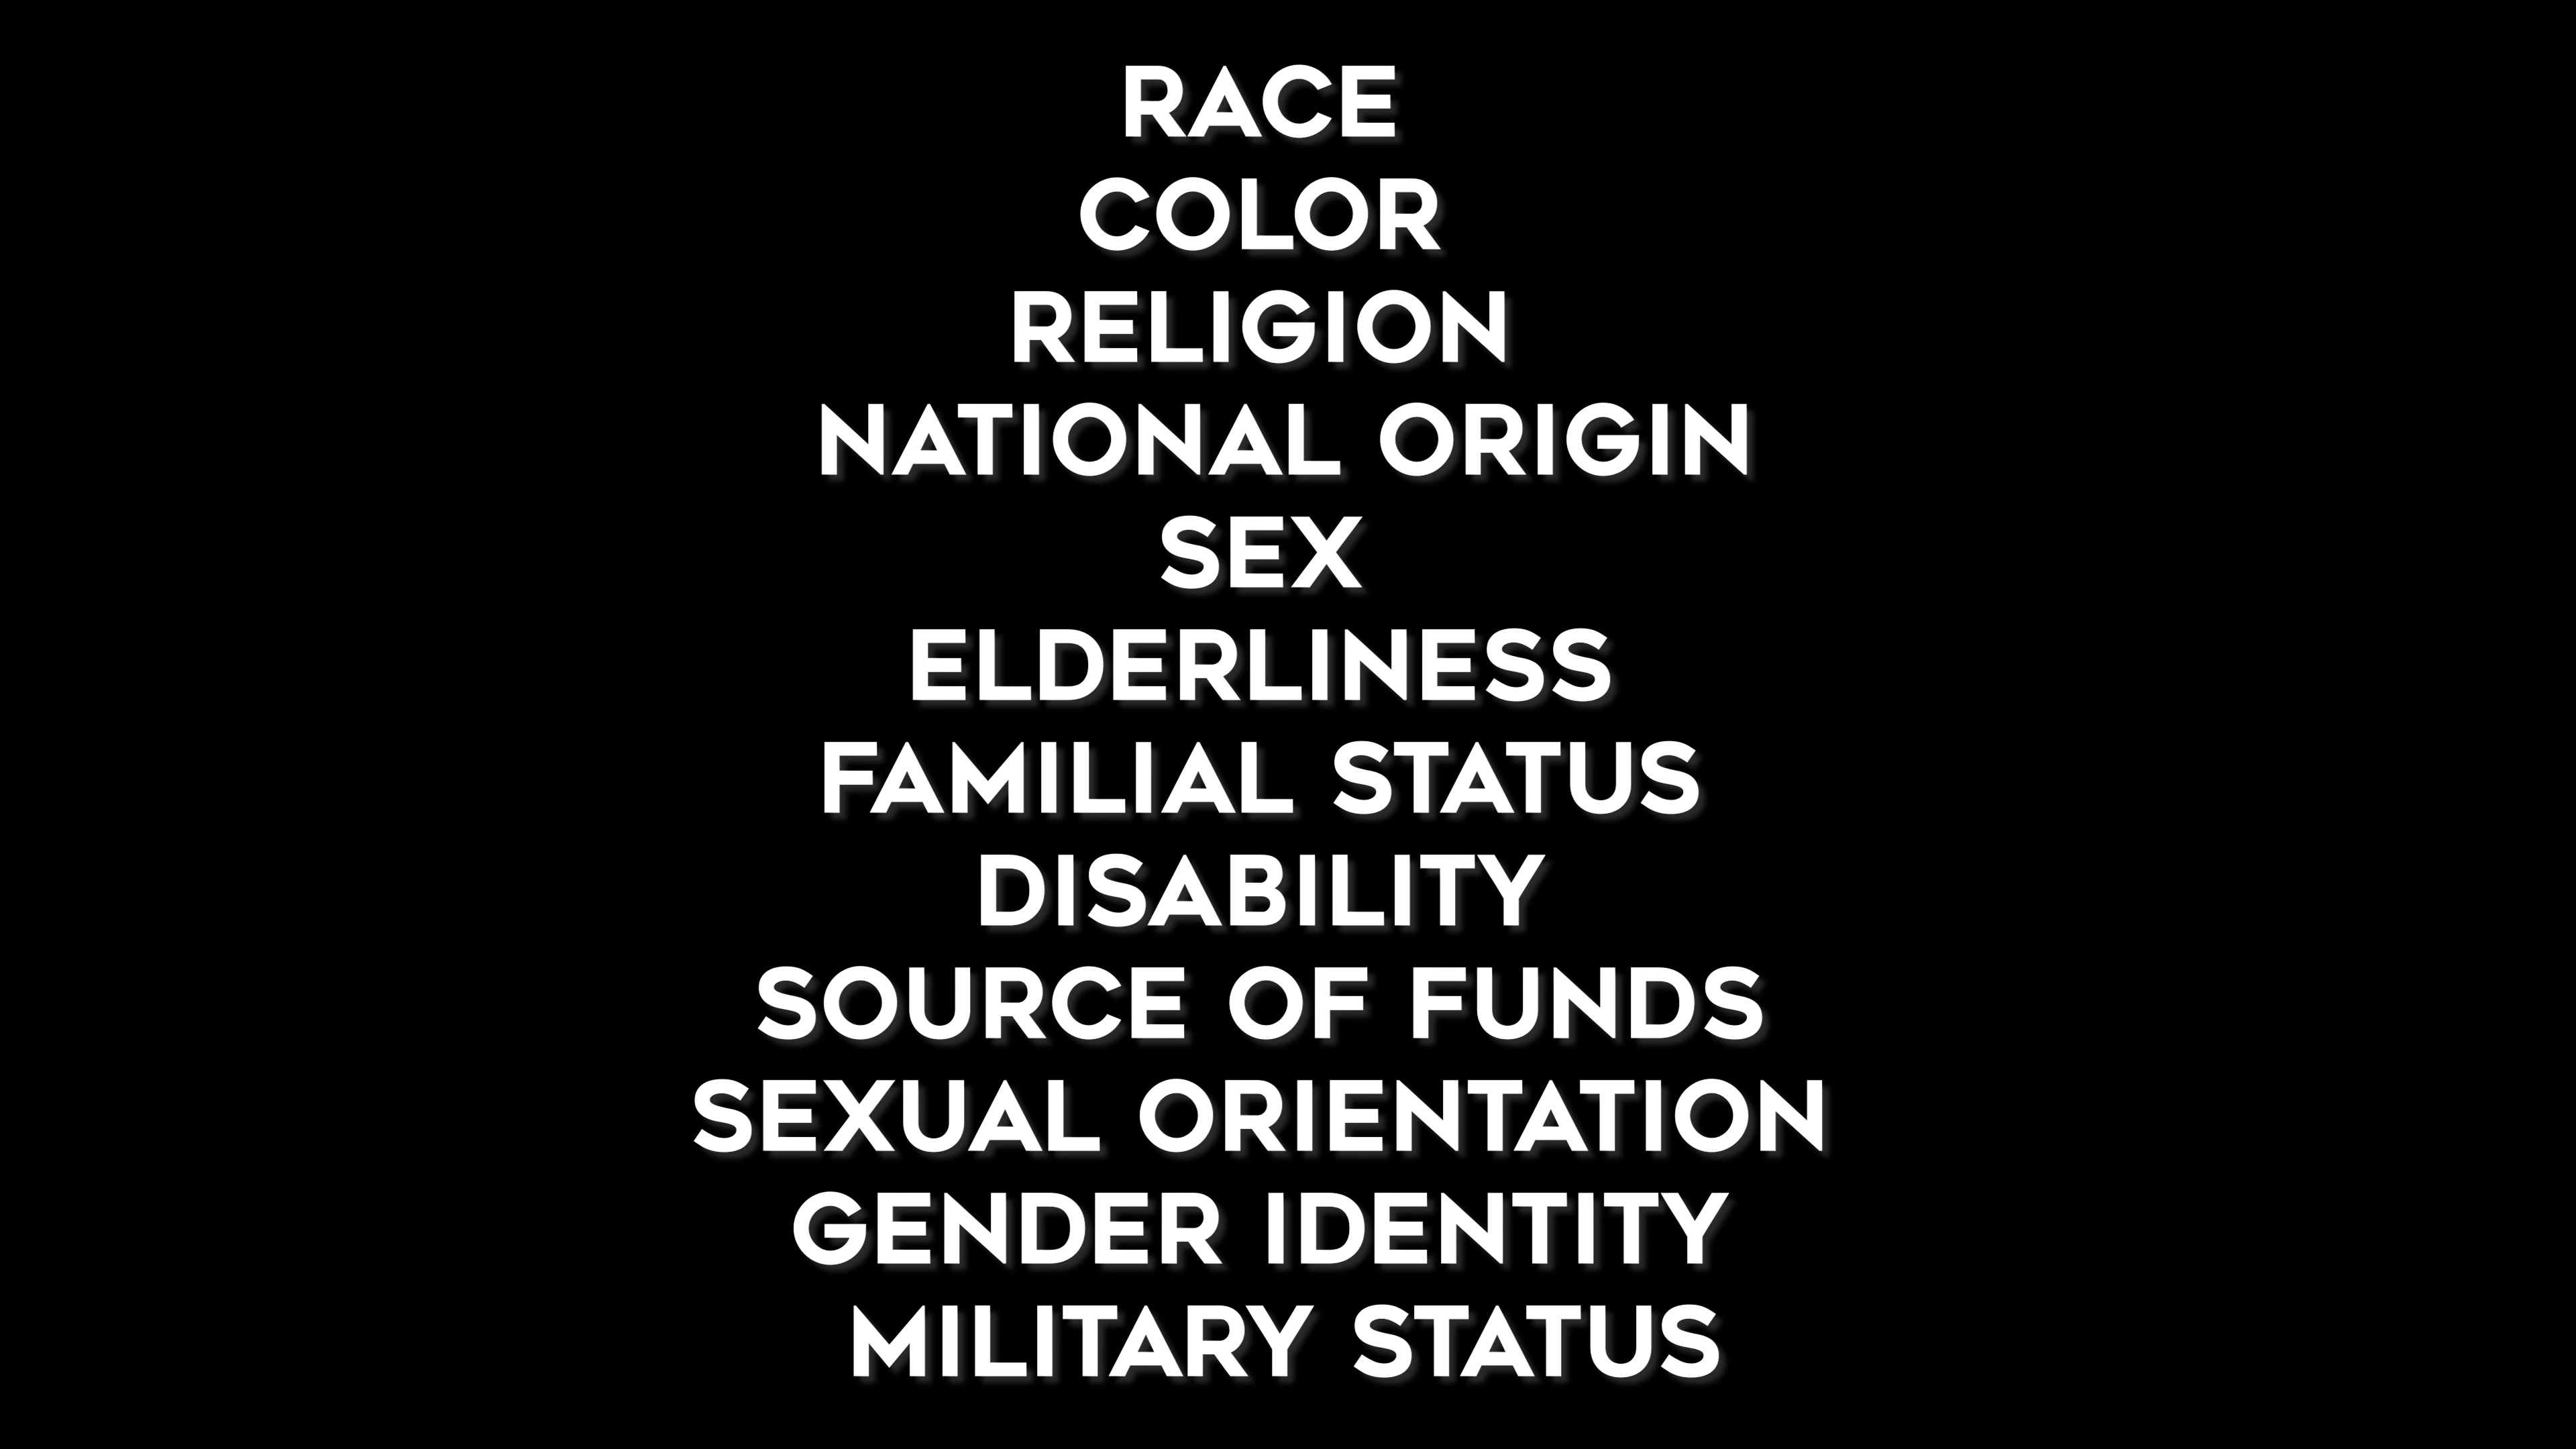 RACE
COLOR
RELIGION
NATIONAL ORIGIN
SEX
ELDERLINESS
FAMILIAL STATUS
DISABILITY
SOURCE OF FUNDS
SEXUAL ORIENTATION
GENDER IDENTITY
MILITARY STATUS